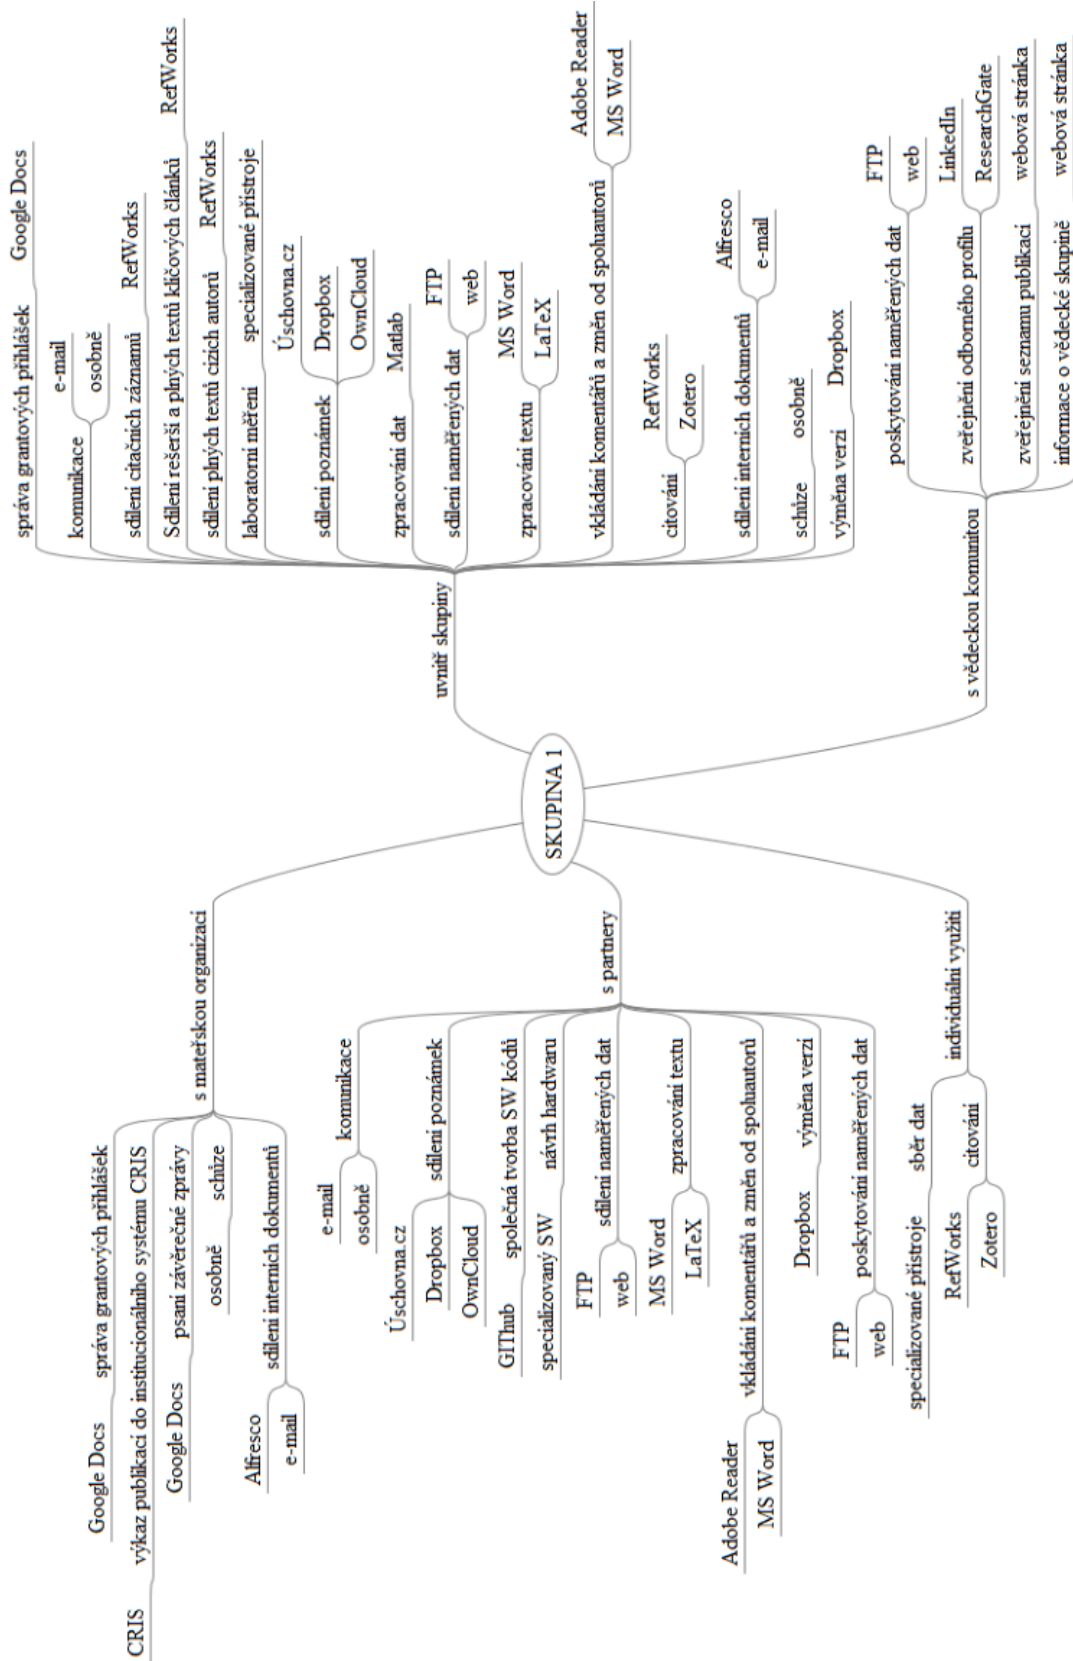 SKUPINA 1
uvnitř skupiny
správa grantových přihlášek
Google Docs
komunikace
e-mail
osobně
sdílení citačních záznamů
RefWorks
Sdílení rešerší a plných textů klíčových článků
RefWorks
sdílení plných textů cizích autorů
RefWorks
laboratorní měření
specializované přístroje
sdílení poznámek
Úschovna.cz
Dropbox
OwnCloud
zpracování dat
Matlab
sdílení naměřených dat
FTP
web
zpracování textu
MS Word
LaTeX
vkládání komentářů a změn od spoluautorů
Adobe Reader
MS Word
citování
RefWorks
Zotero
sdílení interních dokumentů
Alfresco
e-mail
schůze
osobně
výměna verzí
Dropbox
s vědeckou komunitou
poskytování naměřených dat
FTP
web
zveřejnění odborného profilu
LinkedIn
ResearchGate
zveřejnění seznamu publikací
webová stránka
informace o vědecké skupině
webová stránka
s mateřskou organizací
správa grantových přihlášek
Google Docs
výkaz publikací do institucionálního systému CRIS
CRIS
psaní závěrečné zprávy
Google Docs
schůze
osobně
sdílení interních dokumentů
Alfresco
e-mail
s partnery
komunikace
e-mail
osobně
sdílení poznámek
Úschovna.cz
Dropbox
OwnCloud
společná tvorba SW kódů
GIThub
návrh hardwaru
specializovaný SW
sdílení naměřených dat
FTP
web
zpracování textu
MS Word
LaTeX
vkládání komentářů a změn od spoluautorů
Adobe Reader
MS Word
výměna verzí
Dropbox
poskytování naměřených dat
FTP
web
individuální využití
sběr dat
specializované přístroje
citování
RefWorks
Zotero